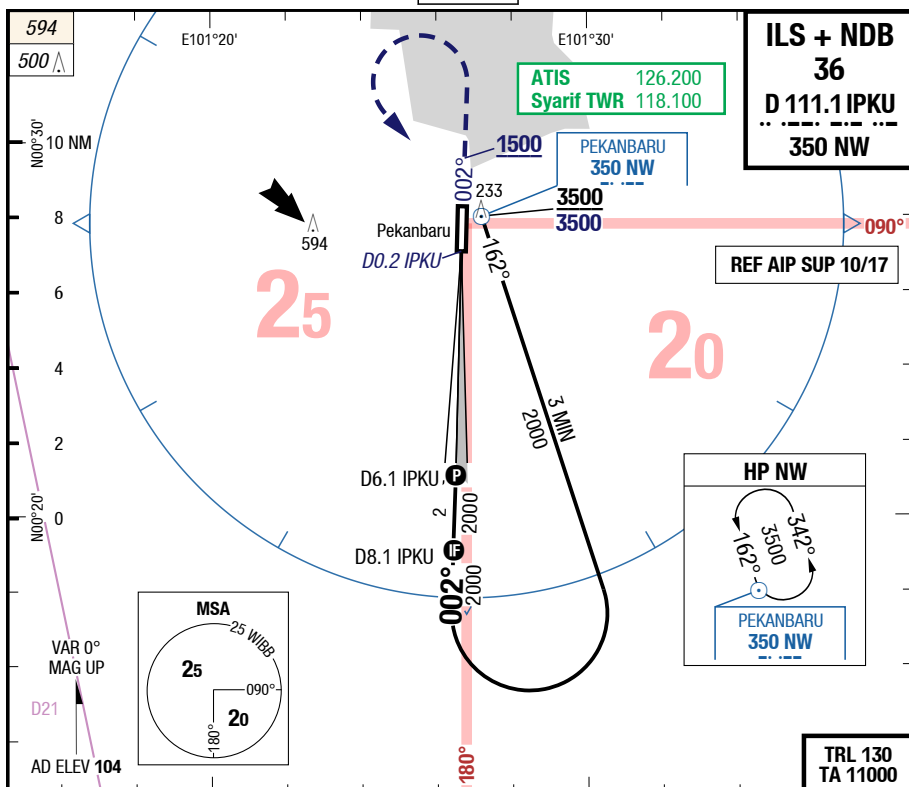 594
500
E101°20'
E101°30'
ILS + NDB
36
D 111.1 IPKU
350 NW
ATIS 126.200
Syarif TWR 118.100
N00°30'
10 NM
8
6
4
2
0
N00°20'
002°
1500
PEKANBARU
350 NW
233
3500
3500
090°
594
Pekanbaru
D0.2 IPKU
162°
REF AIP SUP 10/17
25
20
3 MIN
2000
D6.1 IPKU
P
2
2000
D8.1 IPKU
IF
002°
2000
HP NW
162°
3500
342°
PEKANBARU
350 NW
MSA
25 WIBB
25
090°
20
180°
VAR 0°
MAG UP
D21
AD ELEV 104
180°
TRL 130
TA 11000